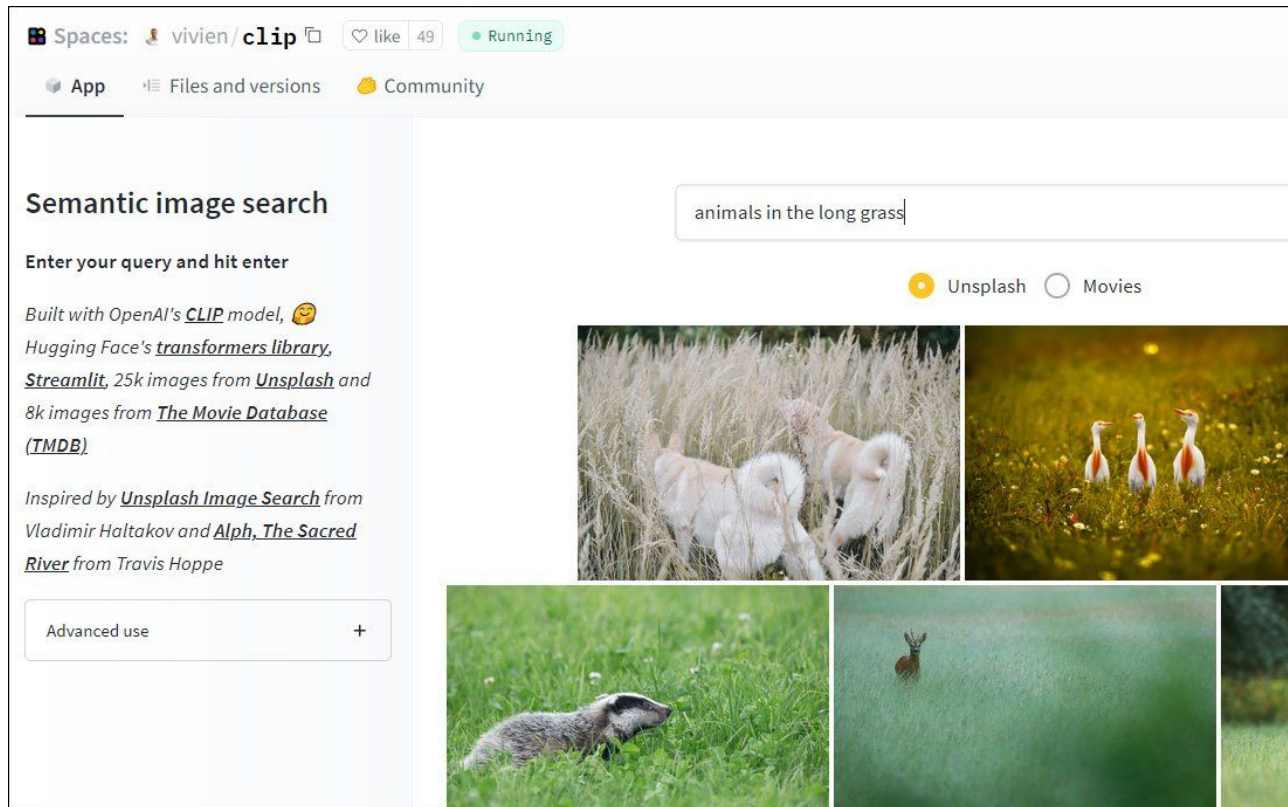 Spaces: vivien/clip like 49 Running
App Files and versions Community
Semantic image search
Enter your query and hit enter
Built with OpenAI's CLIP model, 🤗
Hugging Face's transformers library,
Streamlit, 25k images from Unsplash and
8k images from The Movie Database
(TMDB)
Inspired by Unsplash Image Search from
Vladimir Haltakov and Alph, The Sacred
River from Travis Hoppe
Advanced use +
animals in the long grass
Unsplash Movies